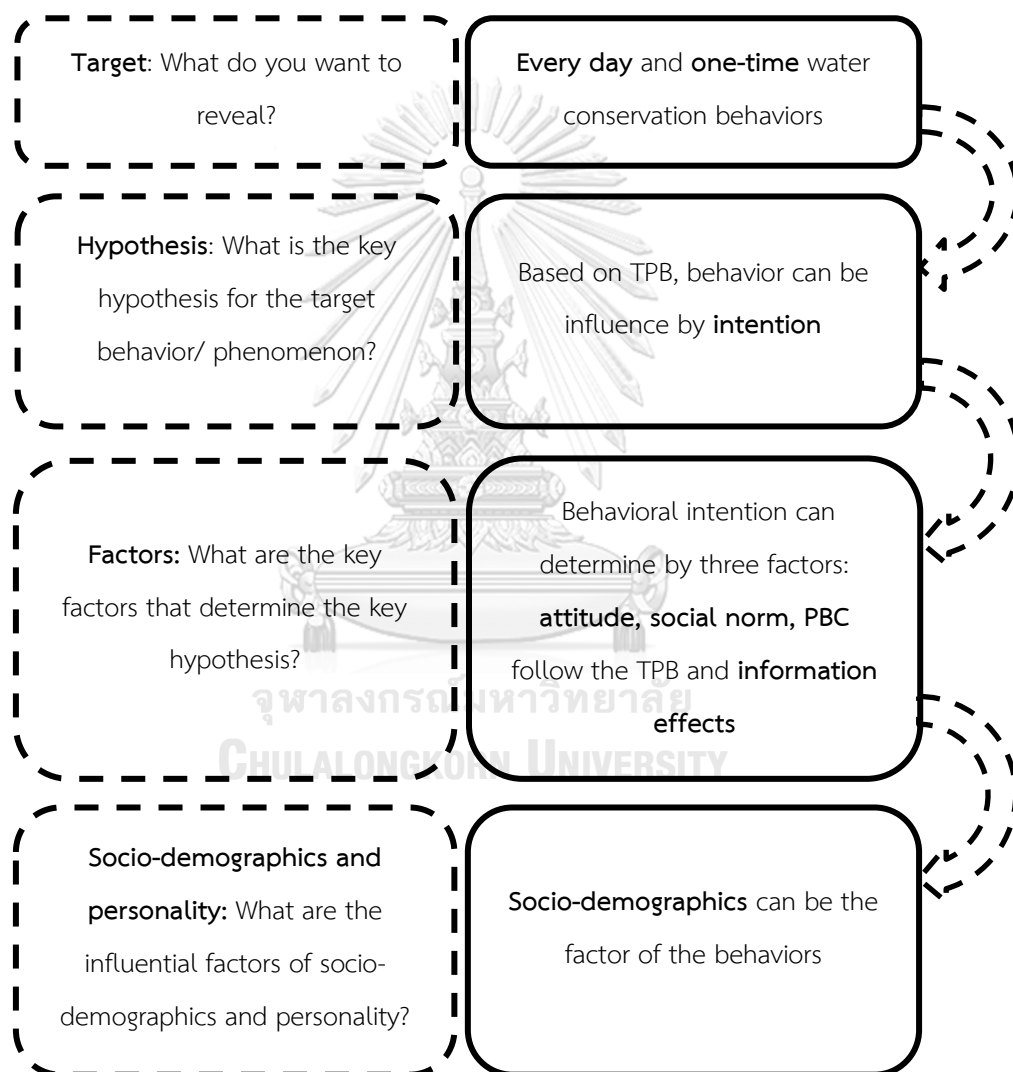 Target: What do you want to
reveal?
Every day and one-time water
conservation behaviors
Hypothesis: What is the key
hypothesis for the target
behavior/ phenomenon?
Based on TPB, behavior can be
influence by intention
Factors: What are the key
factors that determine the key
hypothesis?
Behavioral intention can
determine by three factors:
attitude, social norm, PBC
follow the TPB and information
effects
จุฬาลงกรณ์มหาวิทยาลัย
CHULALONGKORN UNIVERSITY
Socio-demographics and
personality: What are the
influential factors of socio-
demographics and personality?
Socio-demographics can be the
factor of the behaviors